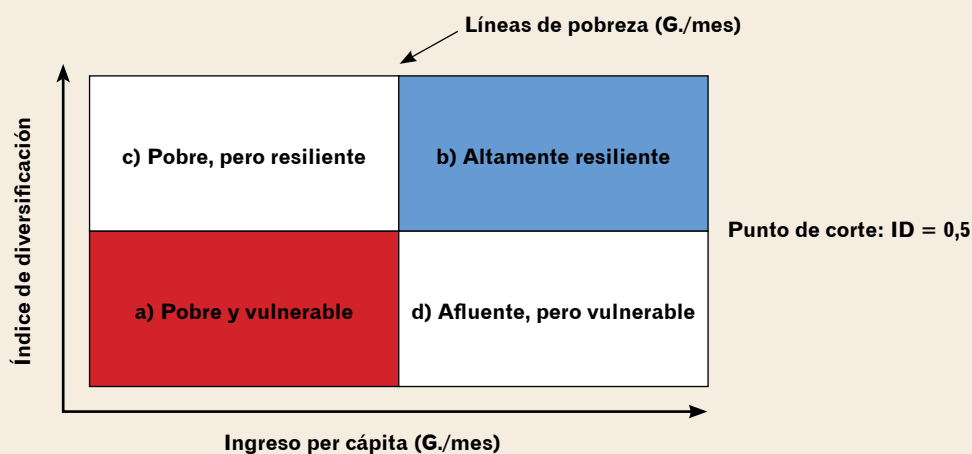 Líneas de pobreza (G./mes)
Índice de diversificación
c) Pobre, pero resiliente
b) Altamente resiliente
Punto de corte: ID = 0,5
a) Pobre y vulnerable
d) Afluente, pero vulnerable
Ingreso per cápita (G./mes)